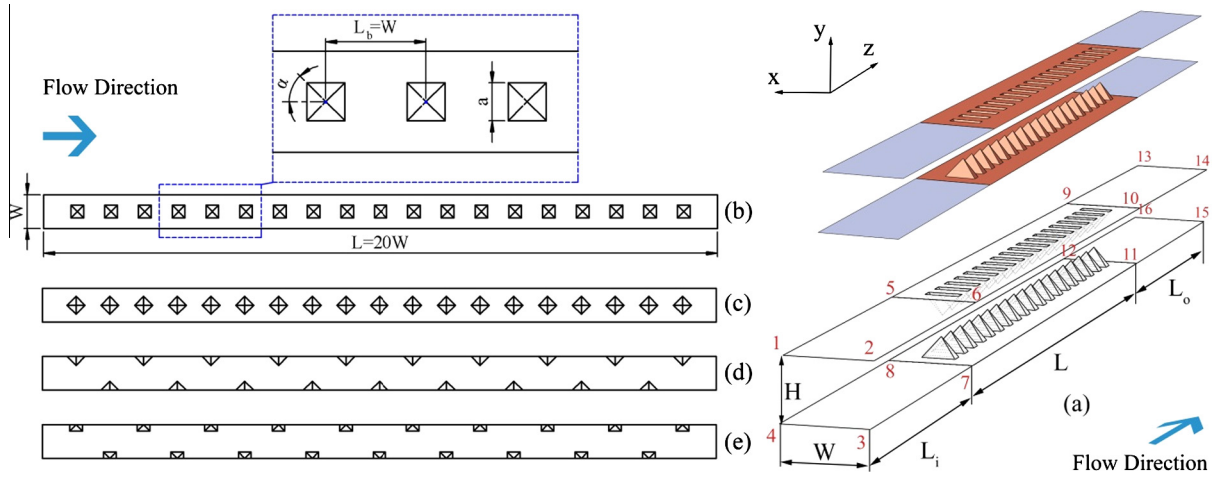 L_b=W
α
a
Flow Direction
W
(b)
L=20W
(c)
(d)
(e)
y
z
x
13
14
9
10
16
15
5
6
12
11
1
2
8
7
L_o
H
L
(a)
4
3
W
L_i
Flow Direction